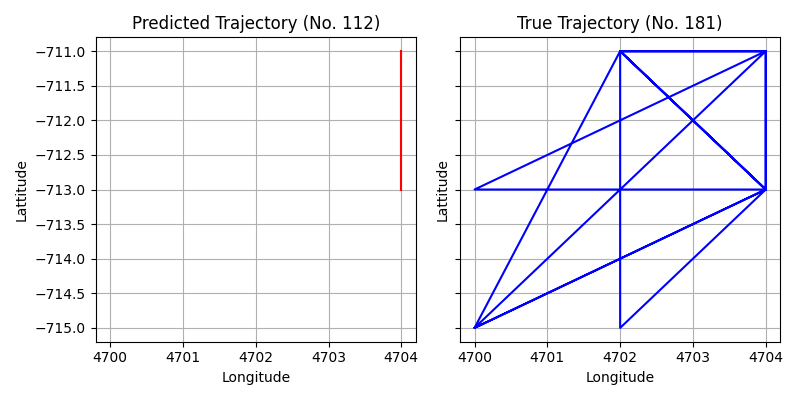 Predicted Trajectory (No. 112)
True Trajectory (No. 181)
−711.0
−711.5
−712.0
−712.5
−713.0
−713.5
−714.0
−714.5
−715.0
Lattitude
Lattitude
4700 4701 4702 4703 4704
4700 4701 4702 4703 4704
Longitude
Longitude